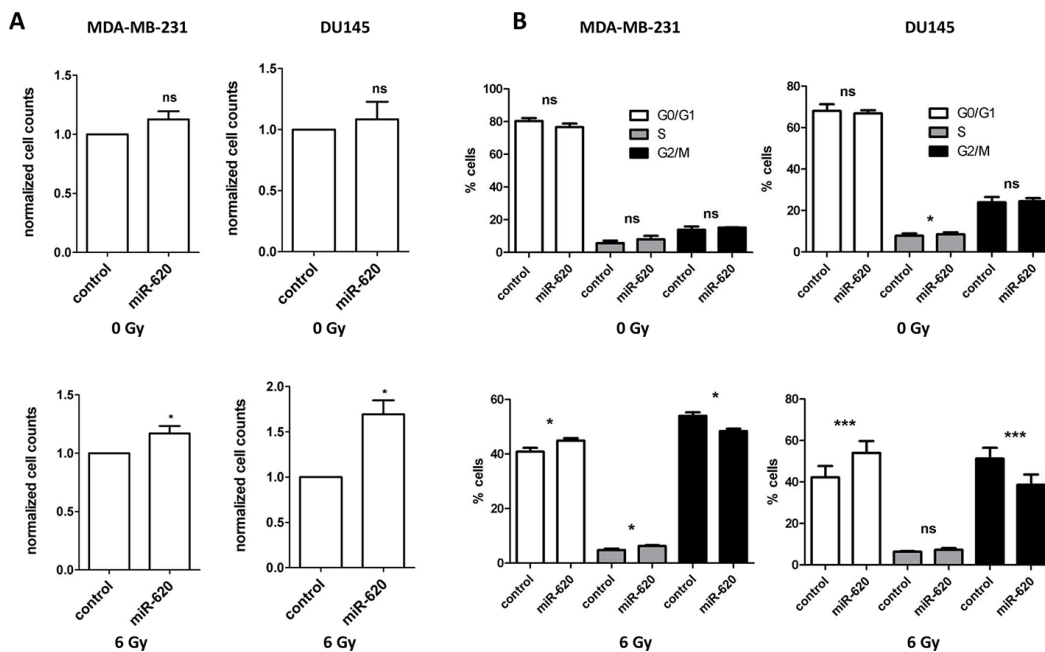 A
MDA-MB-231
DU145
normalized cell counts
1.5
1.0
0.5
0.0
ns
control
miR-620
0 Gy
normalized cell counts
1.5
1.0
0.5
0.0
ns
control
miR-620
0 Gy
normalized cell counts
1.5
1.0
0.5
0.0
*
control
miR-620
6 Gy
normalized cell counts
2.0
1.5
1.0
0.5
0.0
*
control
miR-620
6 Gy
B
MDA-MB-231
DU145
% cells
100
80
60
40
20
0
ns
ns
ns
G0/G1
S
G2/M
control
miR-620
control
miR-620
control
miR-620
0 Gy
% cells
80
60
40
20
0
ns
*
ns
G0/G1
S
G2/M
control
miR-620
control
miR-620
control
miR-620
0 Gy
% cells
60
40
20
0
*
*
*
control
miR-620
control
miR-620
control
miR-620
6 Gy
% cells
80
60
40
20
0
***
ns
***
control
miR-620
control
miR-620
control
miR-620
6 Gy